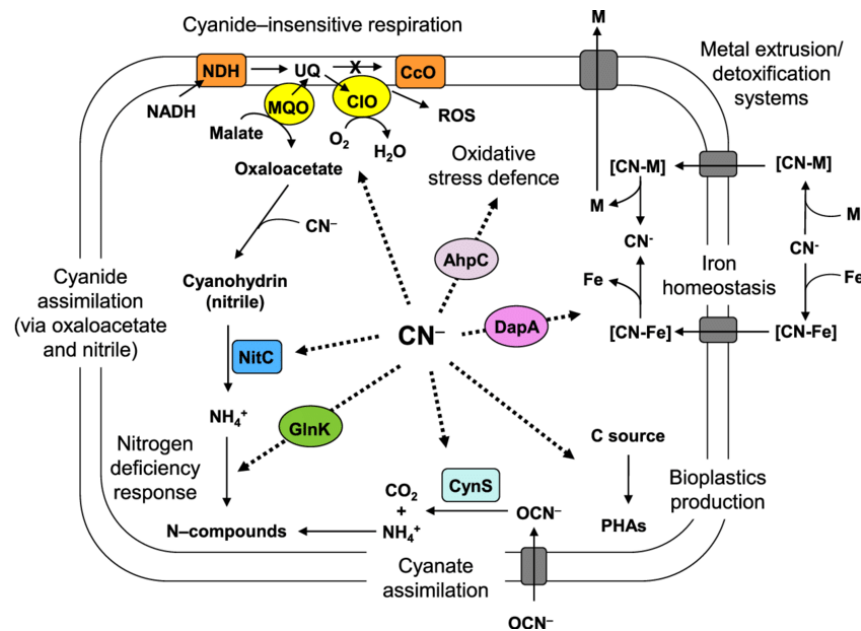 Cyanide–insensitive respiration
M
Metal extrusion/
detoxification
systems
NDH
UQ
X
CcO
NADH
MQO
CIO
ROS
Malate
O₂
H₂O
Oxaloacetate
Oxidative
stress defence
[CN-M]
[CN-M]
M
M
CN⁻
CN⁻
CN-
AhpC
Cyanide
assimilation
(via oxaloacetate
and nitrile)
Cyanohydrin
(nitrile)
Fe
Iron
homeostasis
Fe
CN⁻
DapA
[CN-Fe]
[CN-Fe]
NitC
NH₄⁺
GlnK
Nitrogen
deficiency
response
C source
Bioplastics
production
CynS
CO₂
+
NH₄⁺
OCN⁻
PHAs
N–compounds
Cyanate
assimilation
OCN⁻